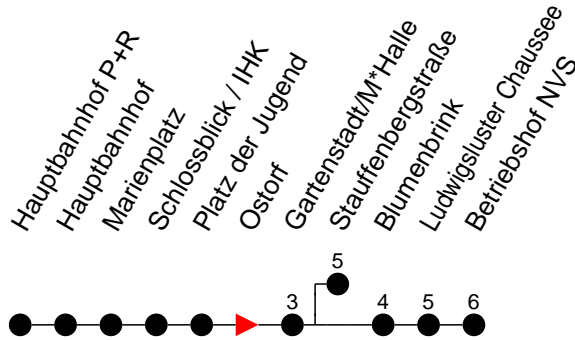 Hauptbahnhof P+R
Hauptbahnhof
Marienplatz
Schlossblick / IHK
Platz der Jugend
Ostorf
Gartenstadt/M*Halle
Stauffenbergstraße
Blumenbrink
Ludwigsluster Chaussee
Betriebshof NVS
5
3
4
5
6